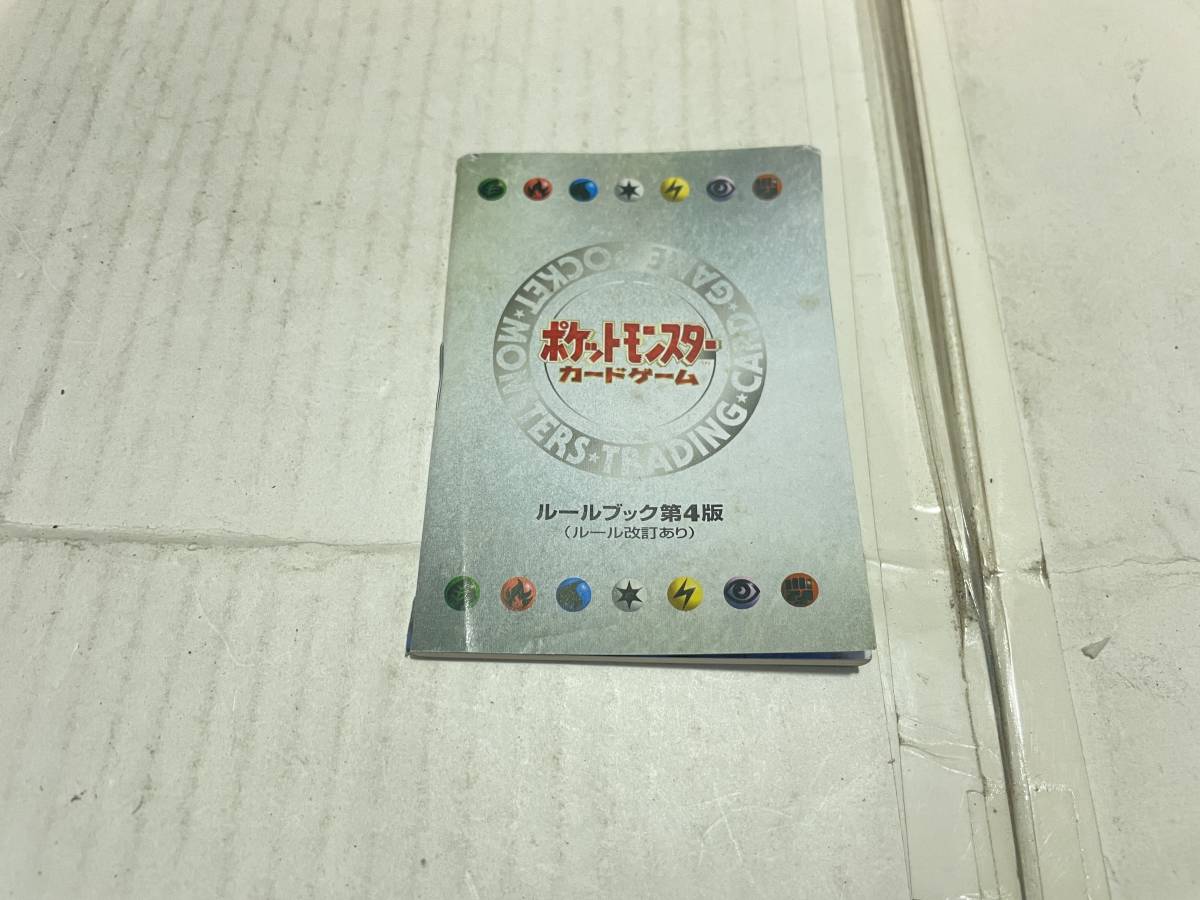 POCKET★MONSTERS★TRADING★CARD★GAME★
ポケットモンスター
カードゲーム
ルールブック第4版
（ルール改訂あり）